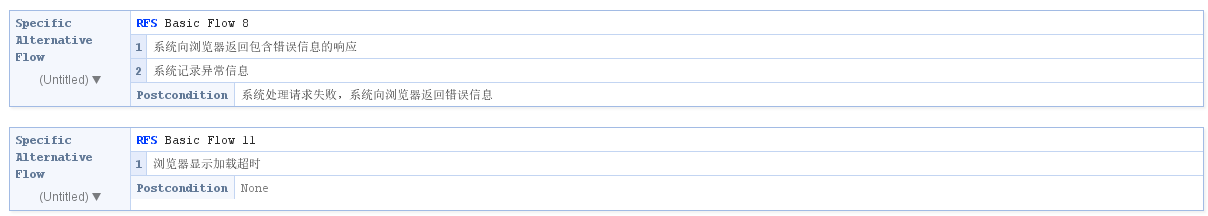 Specific Alternative Flow
(Untitled) ▼
RFS Basic Flow 8
1 系统向浏览器返回包含错误信息的响应
2 系统记录异常信息
Postcondition 系统处理请求失败，系统向浏览器返回错误信息
Specific Alternative Flow
(Untitled) ▼
RFS Basic Flow 11
1 浏览器显示加载超时
Postcondition None